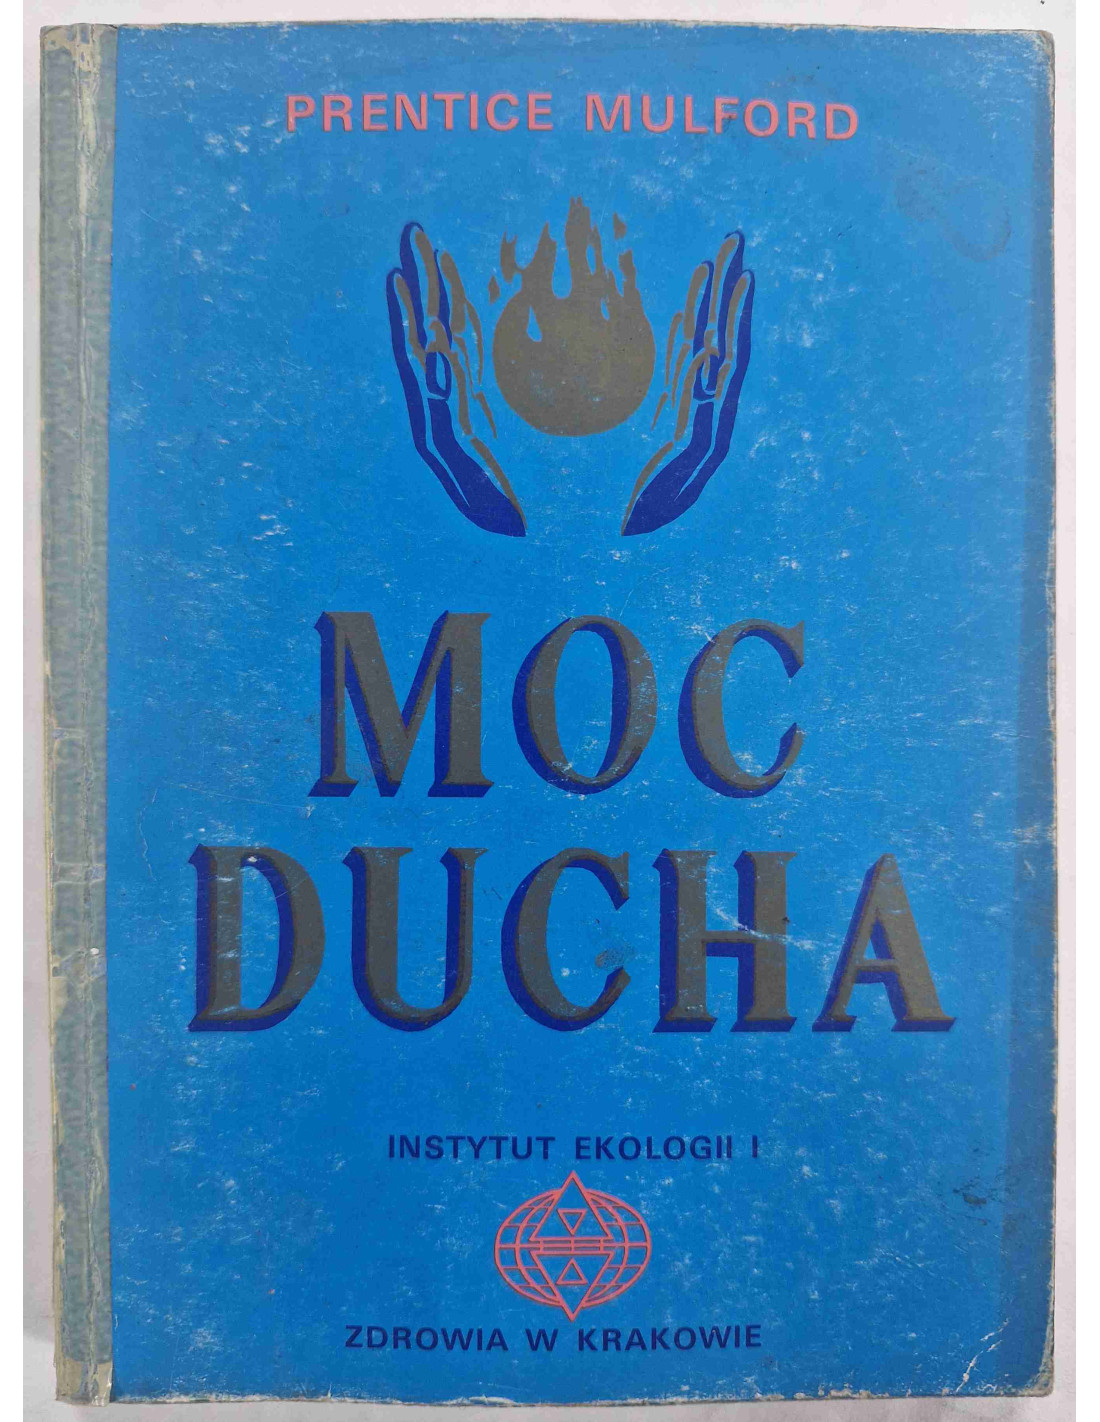 PRENTICE MULFORD
MOC
DUCHA
INSTYTUT EKOLOGII I
ZDROWIA W KRAKOWIE